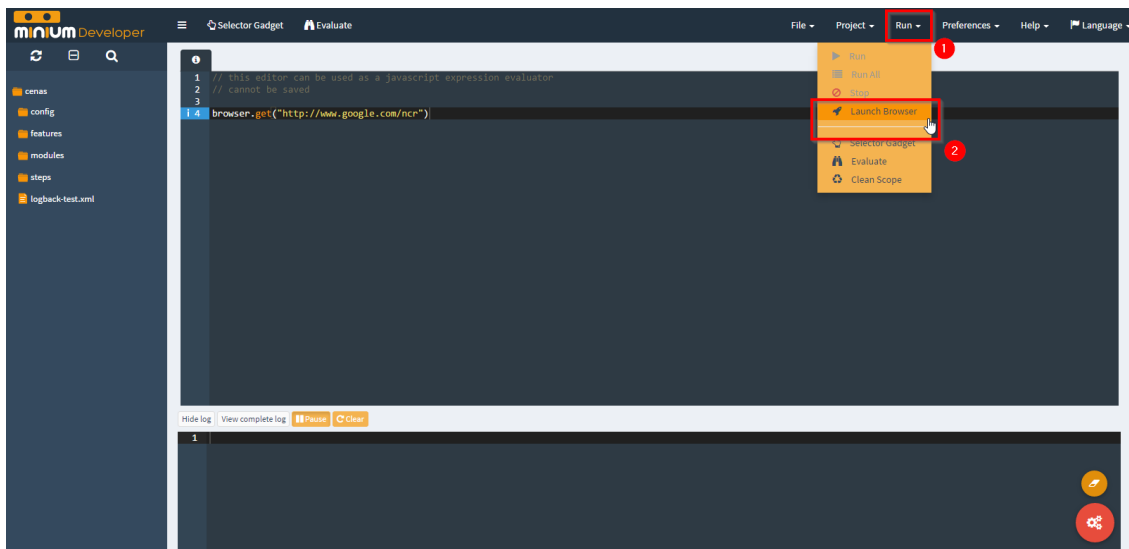 minium Developer
Selector Gadget
Evaluate
File
Project
Run
Preferences
Help
Language
1
cenas
config
features
modules
steps
logback-test.xml
1 // this editor can be used as a javascript expression evaluator
2 // cannot be saved
3
i 4 browser.get("http://www.google.com/ncr")
Run
Run All
Stop
Launch Browser
Selector Gadget
Evaluate
Clean Scope
2
Hide log
View complete log
Pause
Clear
1